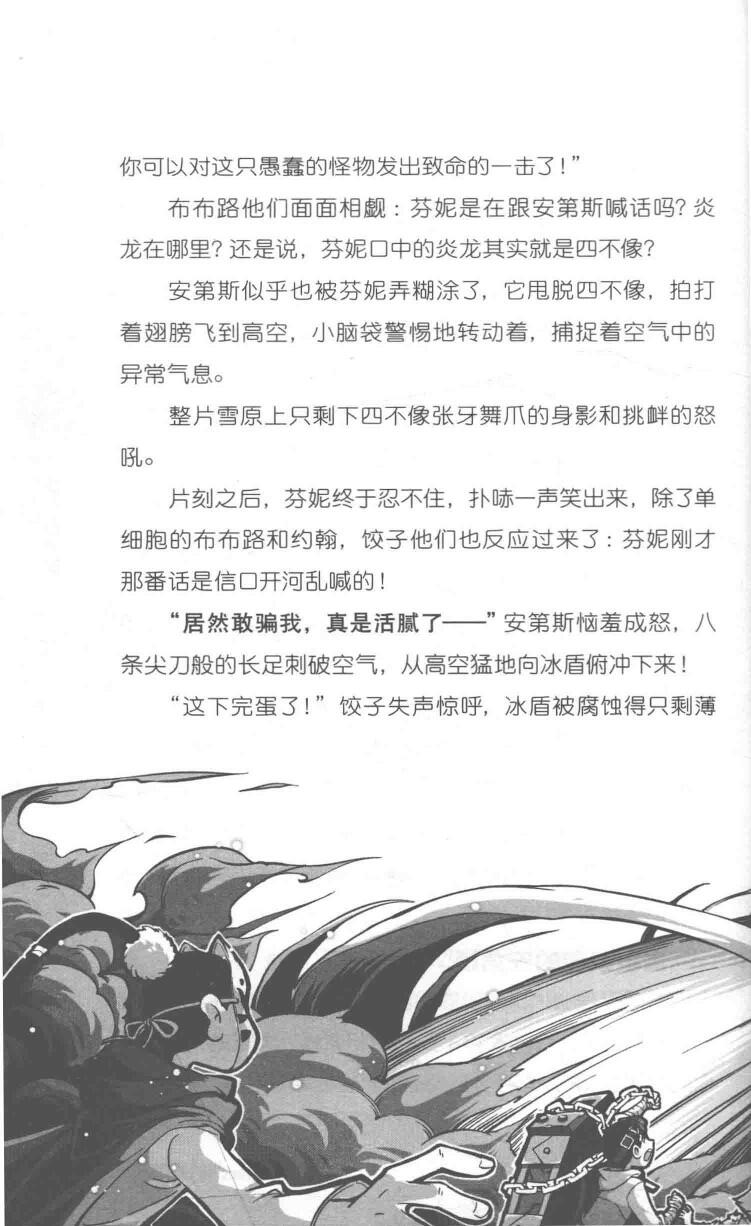 你可以对这只愚蠢的怪物发出致命的一击了！”
布布路他们面面相觑：芬妮是在跟安第斯喊话吗？炎
龙在哪里？还是说，芬妮口中的炎龙其实就是四不像？
安第斯似乎也被芬妮弄糊涂了，它甩脱四不像，拍打
着翅膀飞到高空，小脑袋警惕地转动着，捕捉着空气中的
异常气息。
整片雪原上只剩下四不像张牙舞爪的身影和挑衅的怒
吼。
片刻之后，芬妮终于忍不住，扑哧一声笑出来，除了单
细胞的布布路和约翰，饺子他们也反应过来了：芬妮刚才
那番话是信口开河乱喊的！
“居然敢骗我，真是活腻了——”安第斯恼羞成怒，八
条尖刀般的长足刺破空气，从高空猛地向冰盾俯冲下来！
“这下完蛋了！”饺子失声惊呼，冰盾被腐蚀得只剩薄